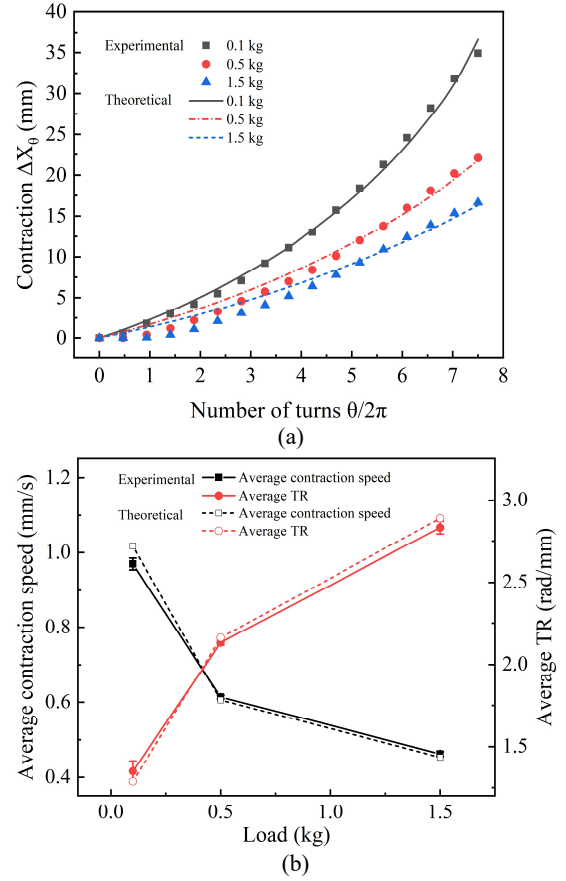 40
35
30
25
20
15
10
5
0
Contraction ΔXθ (mm)
Experimental
0.1 kg
0.5 kg
1.5 kg
Theoretical
0.1 kg
0.5 kg
1.5 kg
0 1 2 3 4 5 6 7 8
Number of turns θ/2π
(a)
1.2
1.0
0.8
0.6
0.4
Average contraction speed (mm/s)
Experimental
Average contraction speed
Average TR
Theoretical
Average contraction speed
Average TR
3.0
2.5
2.0
1.5
Average TR (rad/mm)
0.0 0.5 1.0 1.5
Load (kg)
(b)